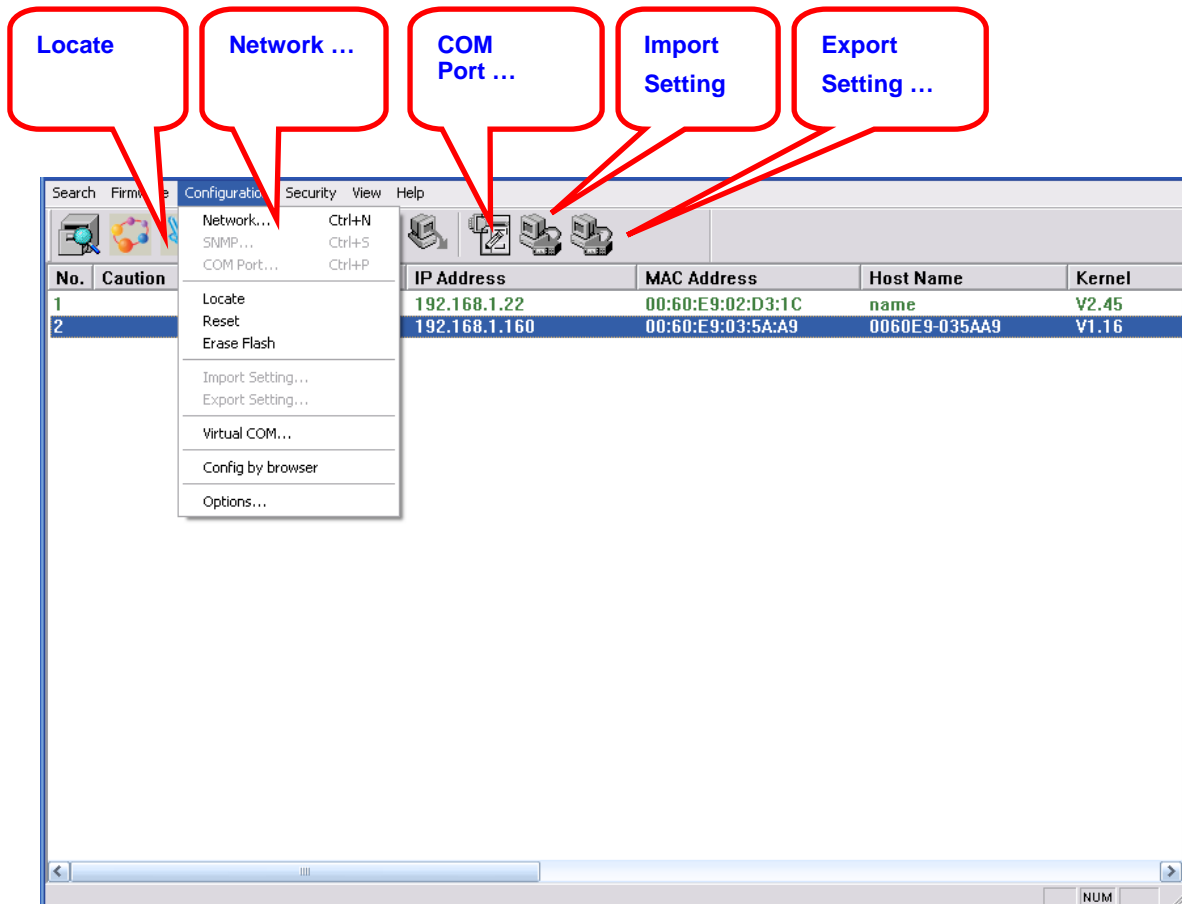 Locate
Network …
COM
Port …
Import
Setting
Export
Setting …
Search Configuratio Security View Help
Network... Ctrl+N
SNMP... Ctrl+S
COM Port... Ctrl+P
Locate
Reset
Erase Flash
Import Setting...
Export Setting...
Virtual COM...
Config by browser
Options...
No. Caution IP Address MAC Address Host Name Kernel
1 192.168.1.22 00:60:E9:02:D3:1C name V2.45
2 192.168.1.160 00:60:E9:03:5A:A9 0060E9-035AA9 V1.16
NUM